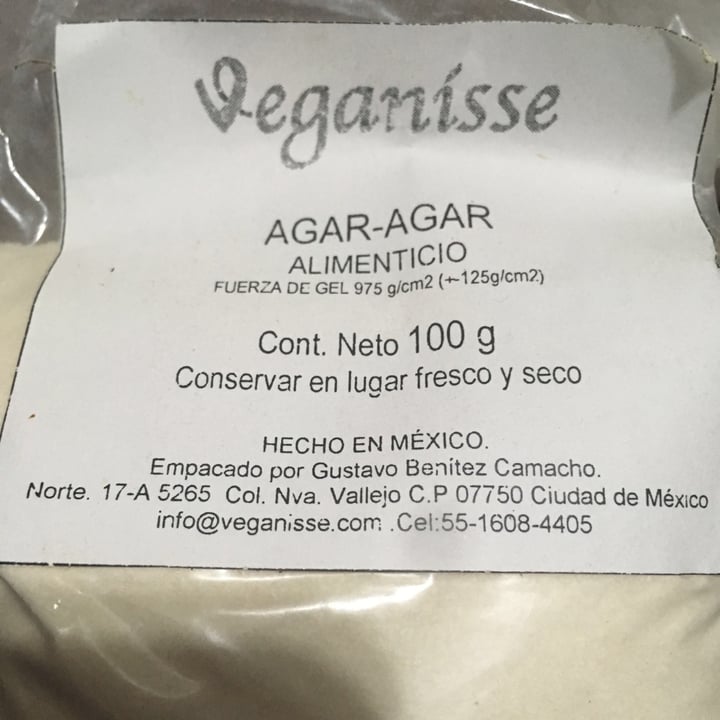 Veganísse
AGAR-AGAR
ALIMENTICIO
FUERZA DE GEL 975 g/cm2 (+-125g/cm2)
Cont. Neto 100 g
Conservar en lugar fresco y seco
HECHO EN MÉXICO.
Empacado por Gustavo Benítez Camacho.
Norte. 17-A 5265 Col. Nva. Vallejo C.P 07750 Ciudad de México
info@veganisse.com .Cel:55-1608-4405